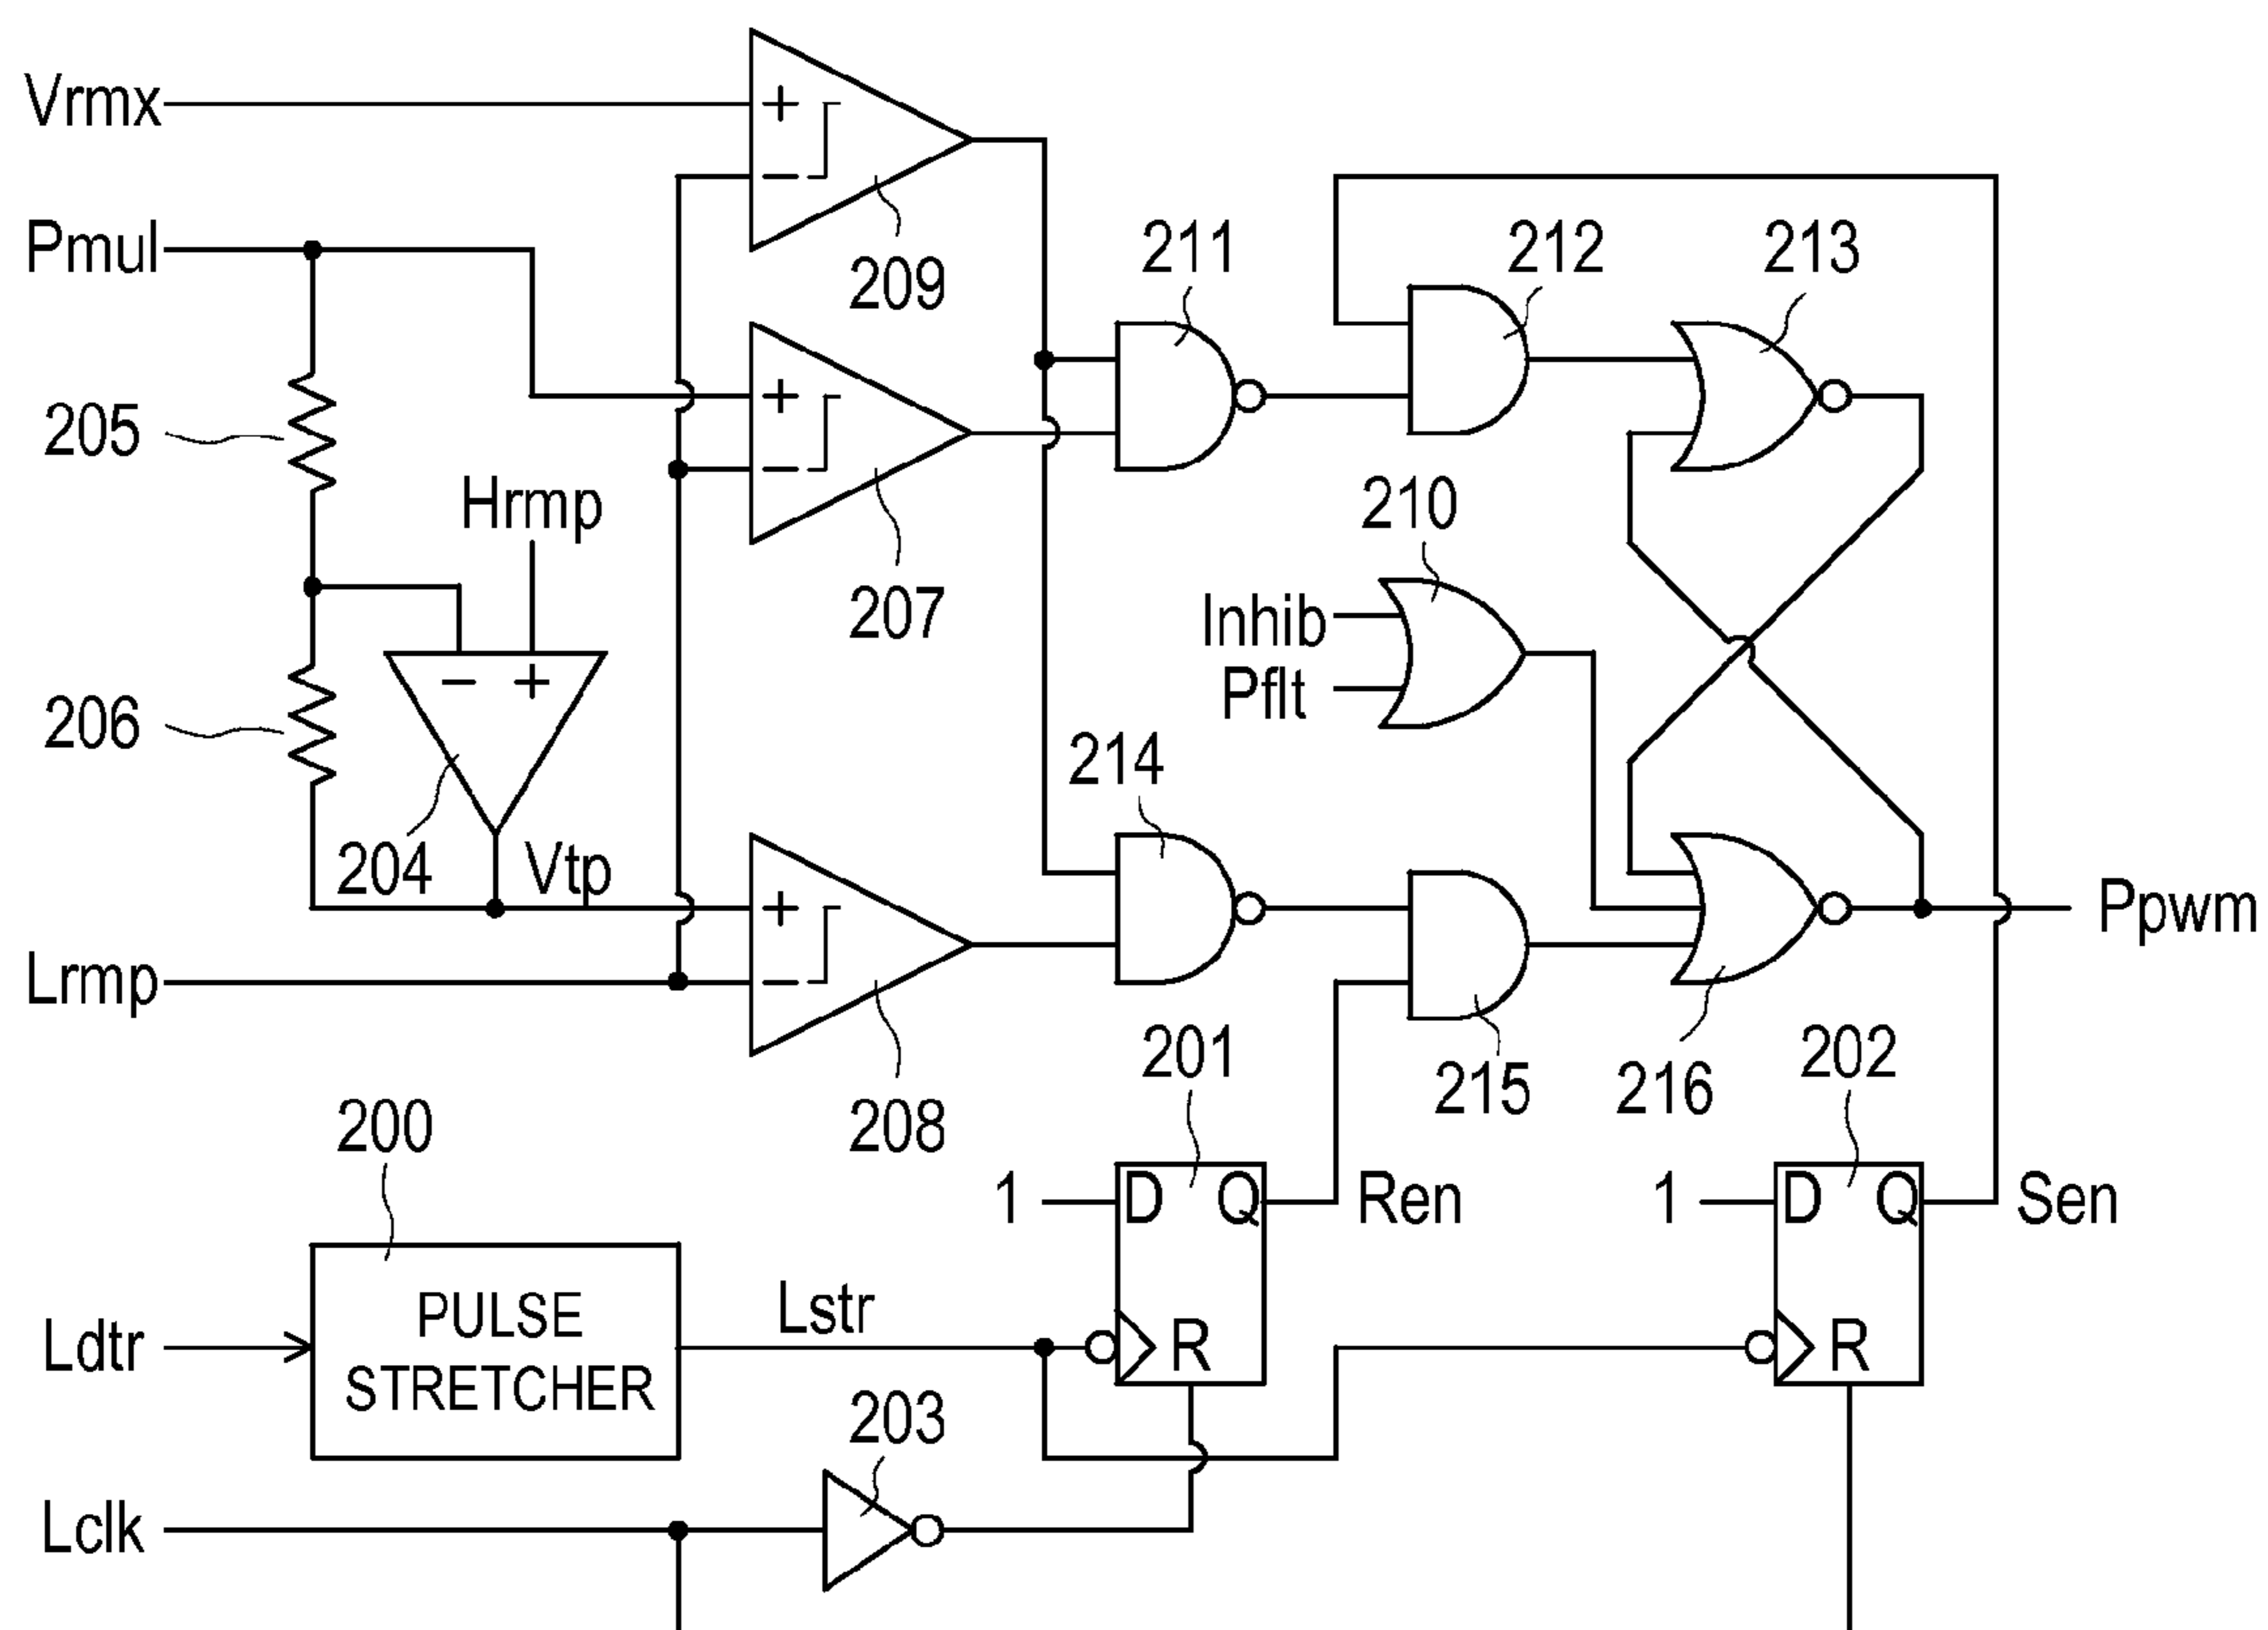 Vrmx
+
−
209
Pmul
211
212
213
+
−
207
205
Hrmp
210
Inhib
Pflt
− +
206
204
Vtp
214
+
−
208
Ppwm
Lrmp
201
215
216
202
200
1
D Q
Ren
1
D Q
Sen
Ldtr
PULSE
STRETCHER
Lstr
R
R
203
Lclk